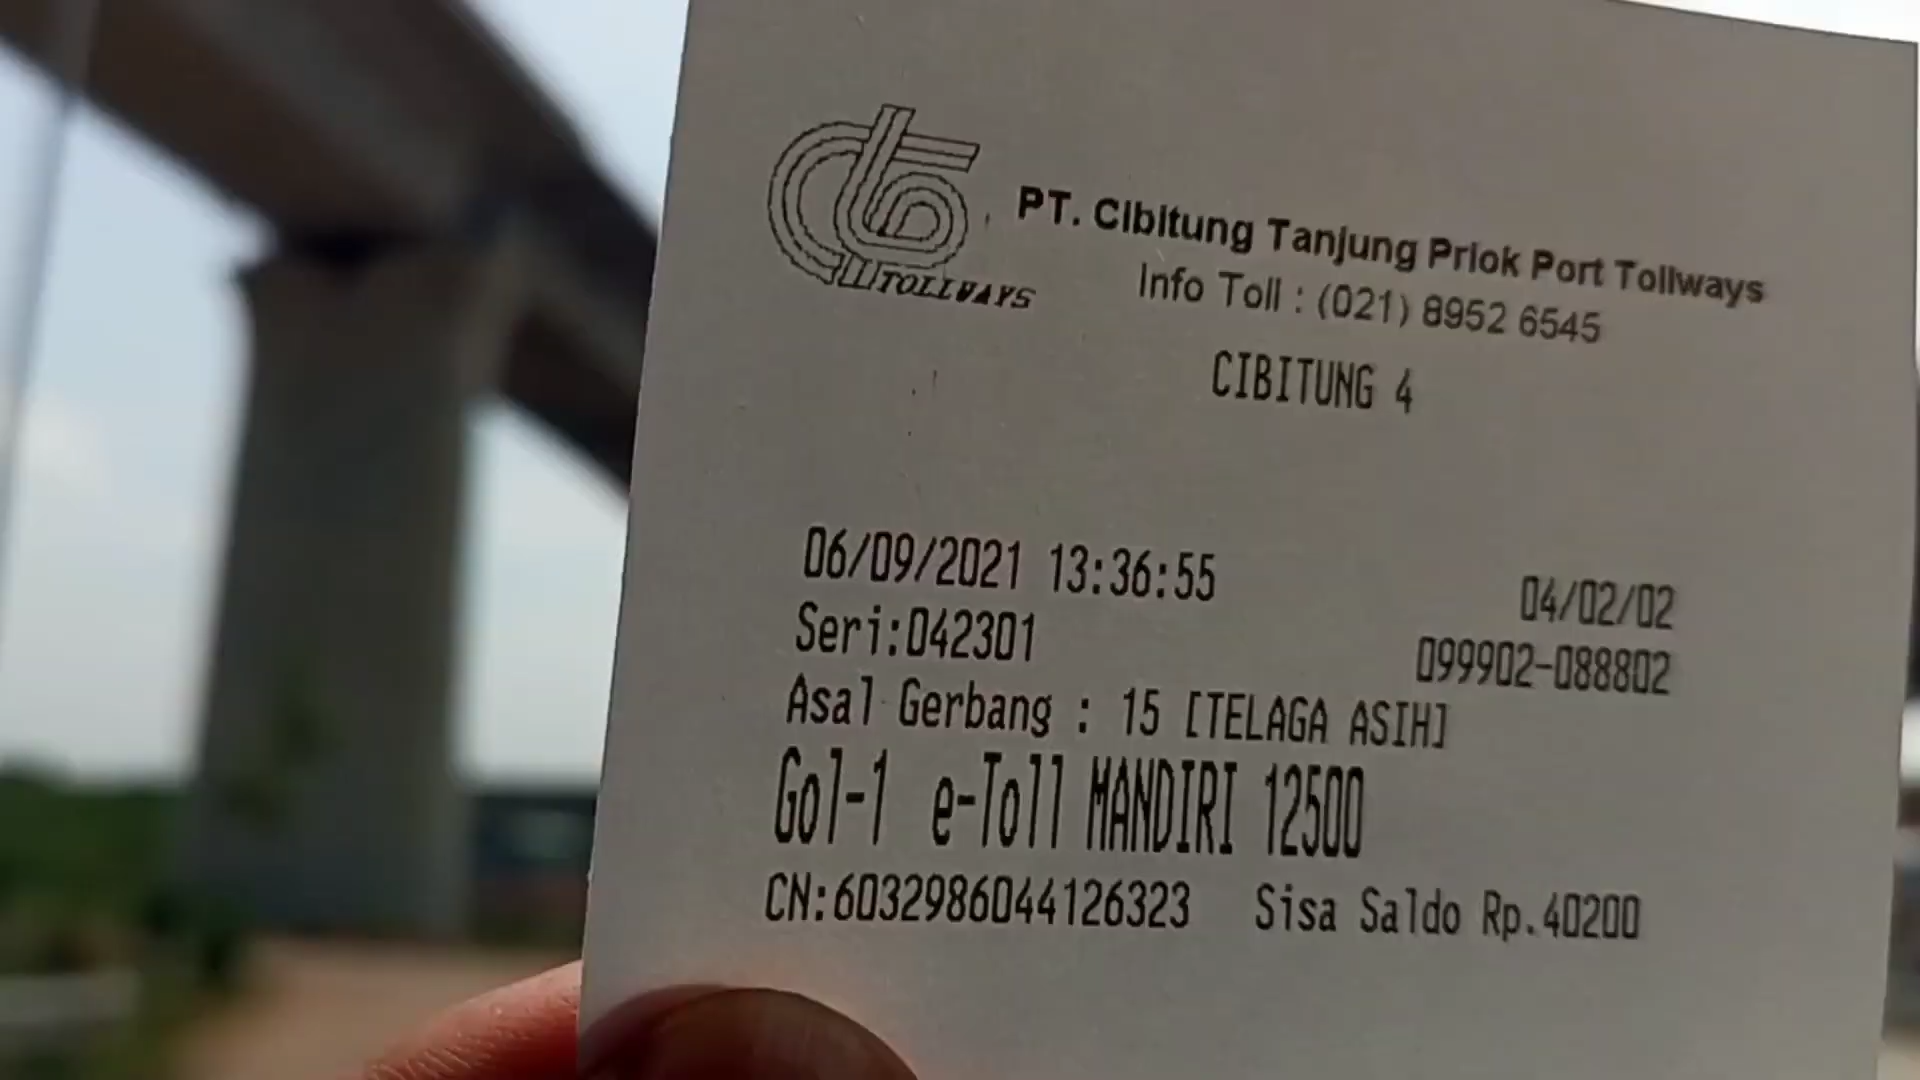 TOLLWAYS
PT. Cibitung Tanjung Priok Port Tollways
Info Toll : (021) 8952 6545
CIBITUNG 4
06/09/2021 13:36:55 04/02/02
Seri:042301 099902-088802
Asal Gerbang : 15 [TELAGA ASIH]
Gol-1 e-Toll MANDIRI 12500
CN:6032986044126323 Sisa Saldo Rp.40200